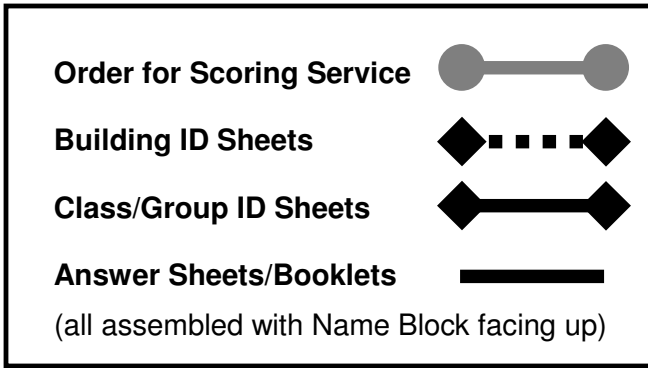 Order for Scoring Service
Building ID Sheets
Class/Group ID Sheets
Answer Sheets/Booklets
(all assembled with Name Block facing up)